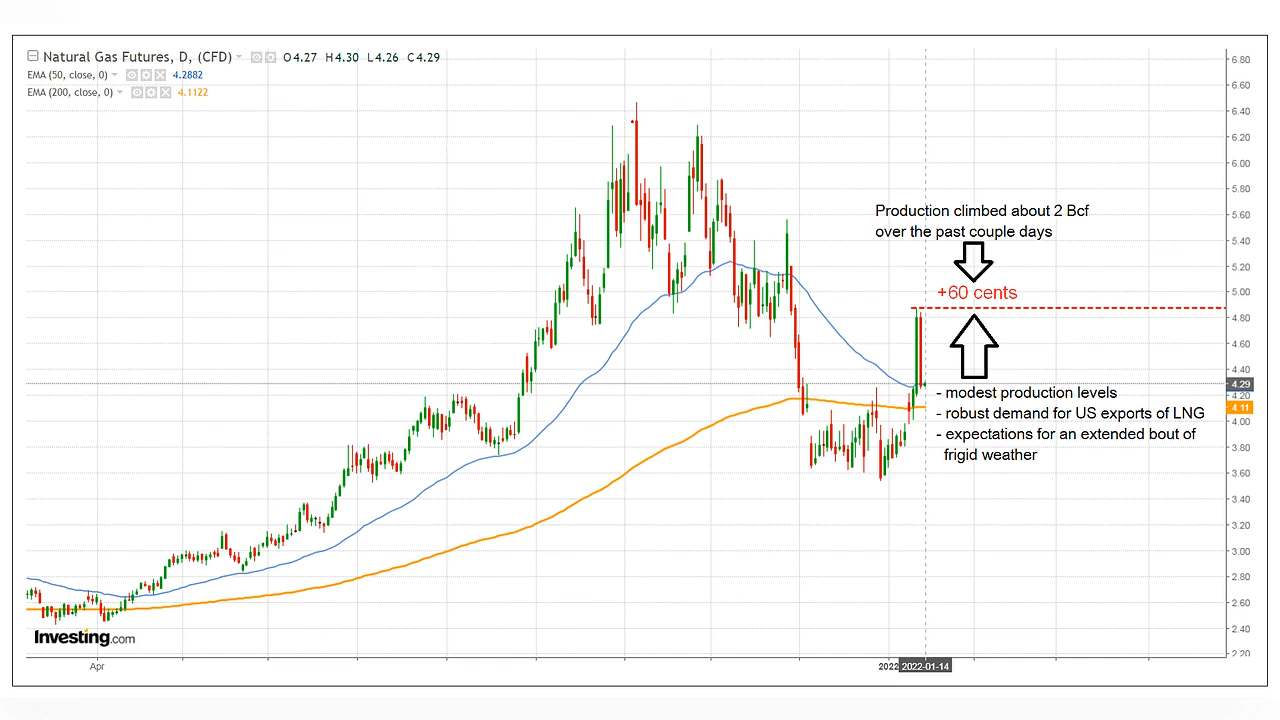 Natural Gas Futures, D, (CFD) O4.27 H4.30 L4.26 C4.29
EMA (50, close, 0) 4.2882
EMA (200, close, 0) 4.1122
6.80
6.60
6.40
6.20
6.00
5.80
5.60
5.40
5.20
5.00
4.80
4.60
4.40
4.29
4.20
4.11
4.00
3.80
3.60
3.40
3.20
3.00
2.80
2.60
2.40
2.20
Production climbed about 2 Bcf
over the past couple days
+60 cents
- modest production levels
- robust demand for US exports of LNG
- expectations for an extended bout of
frigid weather
Investing.com
Apr 2022 2022-01-14